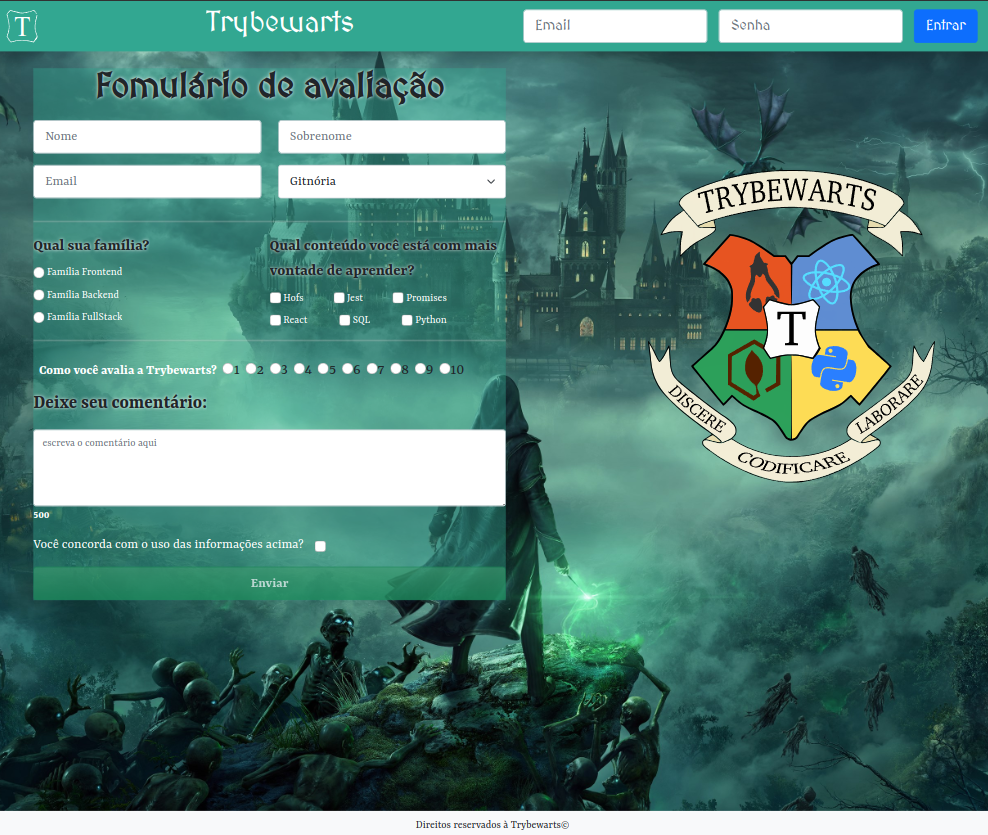 T
Trybewarts
Email
Senha
Entrar
Fomulário de avaliação
Nome
Sobrenome
Email
Gitnória
Qual sua família?
Família Frontend
Família Backend
Família FullStack
Qual conteúdo você está com mais
vontade de aprender?
Hofs Jest Promises
React SQL Python
Como você avalia a Trybewarts? 1 2 3 4 5 6 7 8 9 10
Deixe seu comentário:
escreva o comentário aqui
500
Você concorda com o uso das informações acima?
Enviar
TRYBEWARTS
T
DISCERE
CODIFICARE
LABORARE
Direitos reservados à Trybewarts©